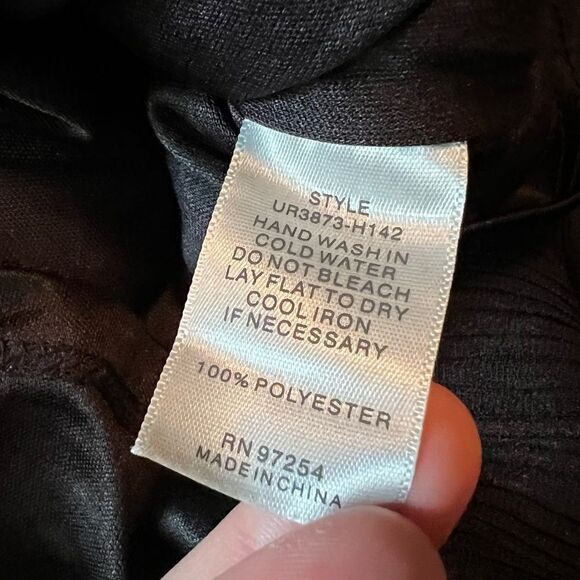 STYLE
UR3873-H142
HAND WASH IN
COLD WATER
DO NOT BLEACH
LAY FLAT TO DRY
COOL IRON
IF NECESSARY
100% POLYESTER
RN 97254
MADE IN CHINA